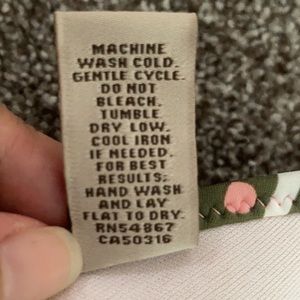 MACHINE
WASH COLD.
GENTLE CYCLE.
DO NOT
BLEACH.
TUMBLE
DRY LOW.
COOL IRON
IF NEEDED.
FOR BEST
RESULTS:
HAND WASH
AND LAY
FLAT TO DRY.
RN54867
CA50316